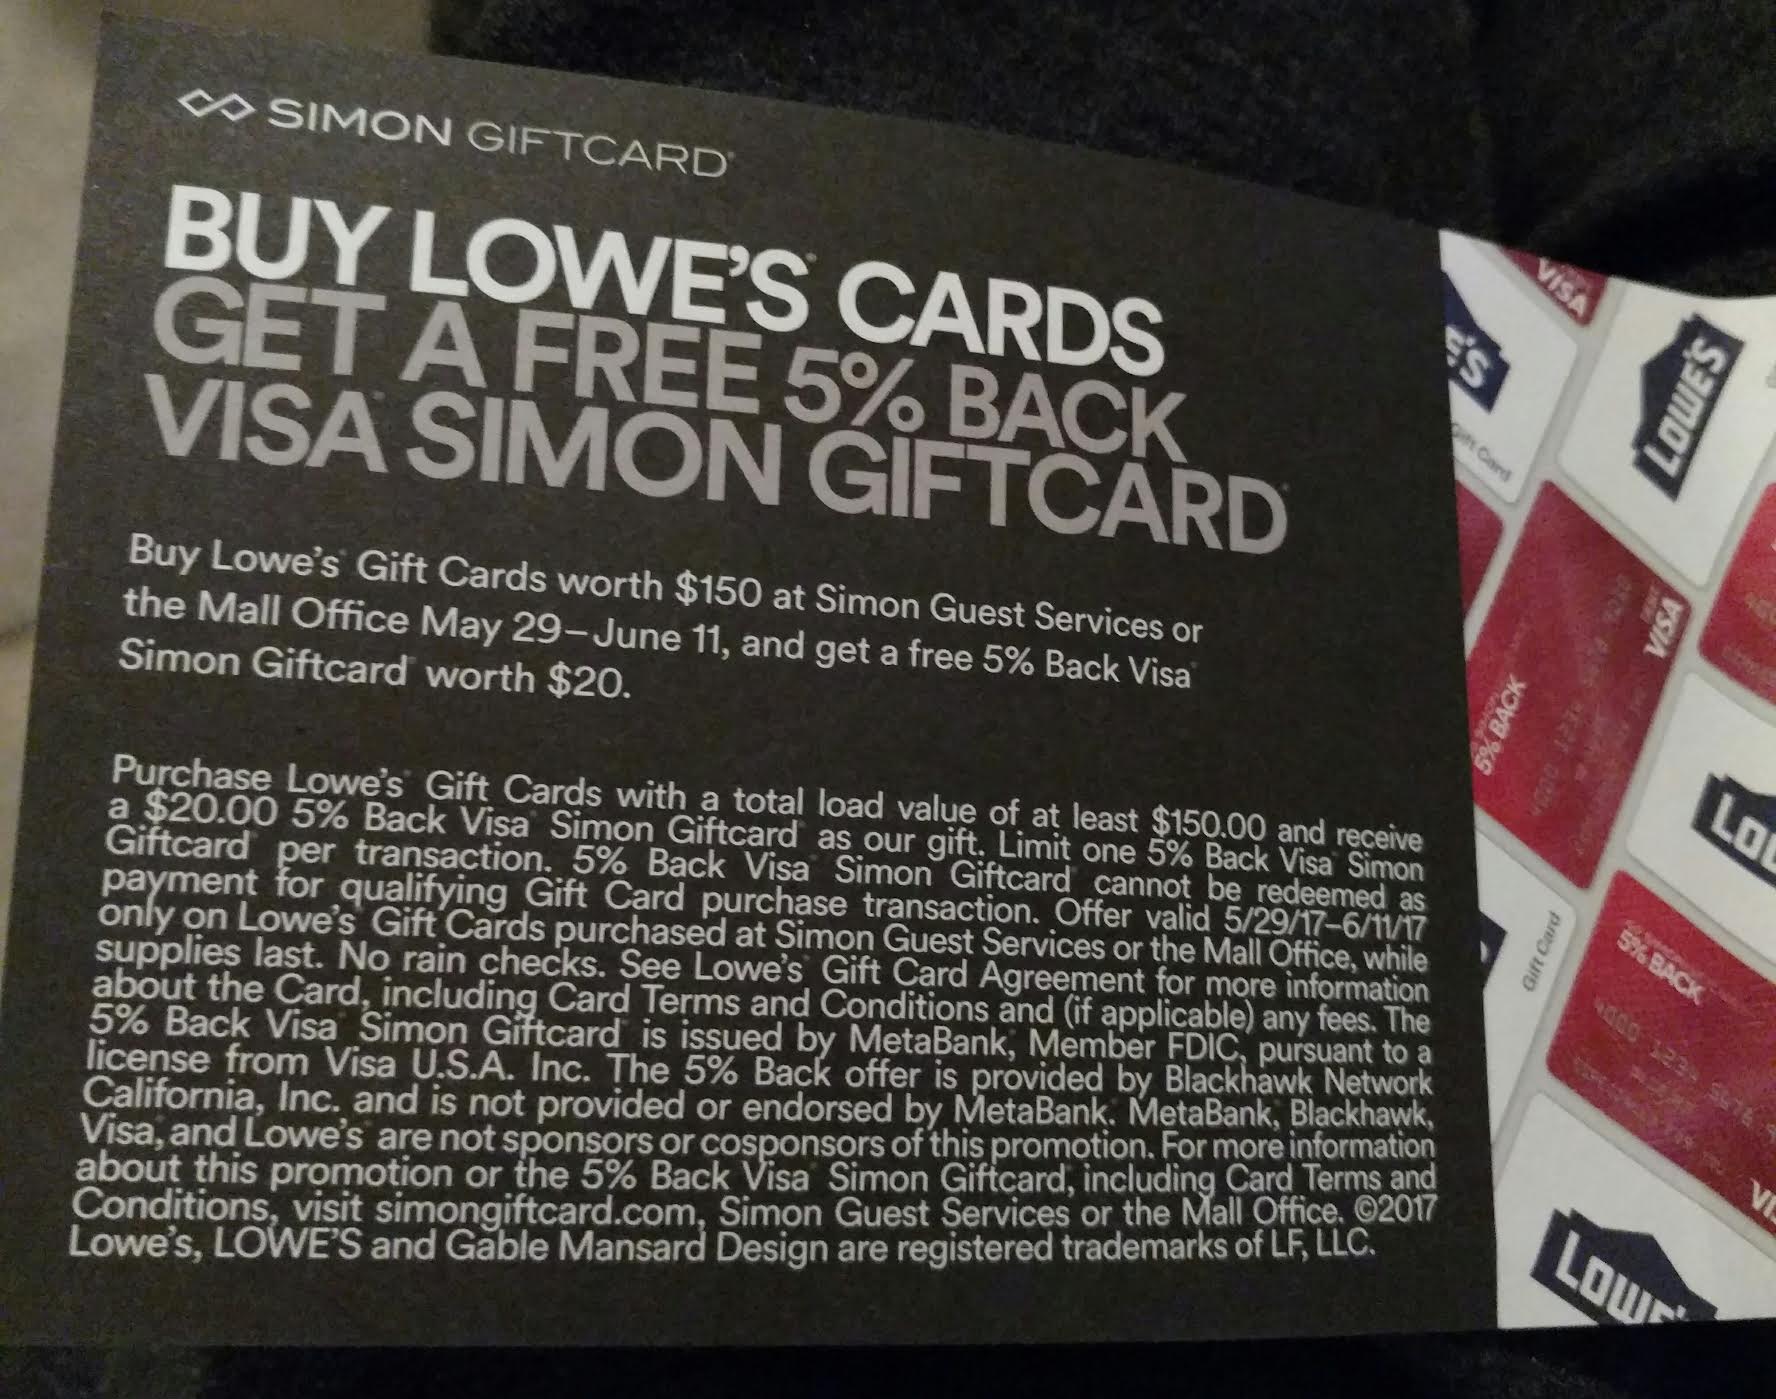 SIMON GIFTCARD®
BUY LOWE'S® CARDS
GET A FREE 5% BACK
VISA® SIMON GIFTCARD®
Buy Lowe's® Gift Cards worth $150 at Simon Guest Services or
the Mall Office May 29–June 11, and get a free 5% Back Visa®
Simon Giftcard® worth $20.
Purchase Lowe's® Gift Cards with a total load value of at least $150.00 and receive
a $20.00 5% Back Visa® Simon Giftcard® as our gift. Limit one 5% Back Visa® Simon
Giftcard® per transaction. 5% Back Visa® Simon Giftcard® cannot be redeemed as
payment for qualifying Gift Card purchase transaction. Offer valid 5/29/17–6/11/17
only on Lowe's® Gift Cards purchased at Simon Guest Services or the Mall Office, while
supplies last. No rain checks. See Lowe's® Gift Card Agreement for more information
about the Card, including Card Terms and Conditions and (if applicable) any fees. The
5% Back Visa® Simon Giftcard® is issued by MetaBank®, Member FDIC, pursuant to a
license from Visa U.S.A. Inc. The 5% Back offer is provided by Blackhawk Network
California, Inc. and is not provided or endorsed by MetaBank®. MetaBank®, Blackhawk,
Visa®, and Lowe's® are not sponsors or cosponsors of this promotion. For more information
about this promotion or the 5% Back Visa® Simon Giftcard®, including Card Terms and
Conditions, visit simongiftcard.com, Simon Guest Services or the Mall Office. ©2017
Lowe's, LOWE'S and Gable Mansard Design are registered trademarks of LF, LLC.
VISA
E'S
Gift Card
LOWE'S
VISA
5% BACK
LO
Gift Card
5% BACK
VIS
LOWE'